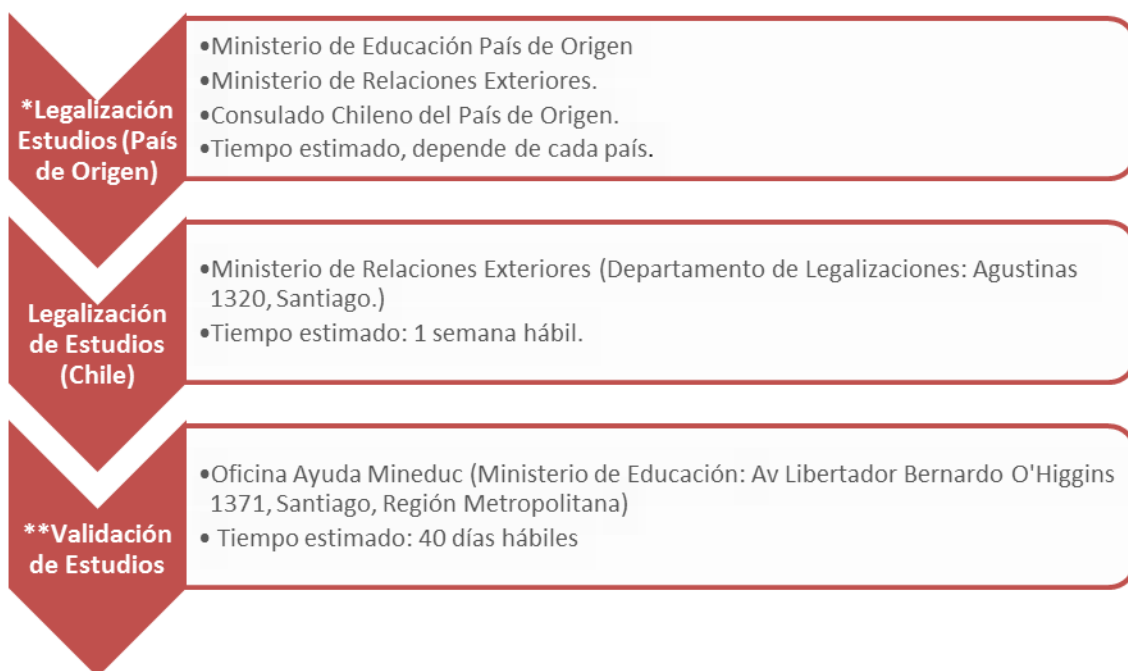 *Legalización
Estudios (País
de Origen)
•Ministerio de Educación País de Origen
•Ministerio de Relaciones Exteriores.
•Consulado Chileno del País de Origen.
•Tiempo estimado, depende de cada país.
Legalización
de Estudios
(Chile)
•Ministerio de Relaciones Exteriores (Departamento de Legalizaciones: Agustinas
1320, Santiago.)
•Tiempo estimado: 1 semana hábil.
**Validación
de Estudios
•Oficina Ayuda Mineduc (Ministerio de Educación: Av Libertador Bernardo O'Higgins
1371, Santiago, Región Metropolitana)
• Tiempo estimado: 40 días hábiles